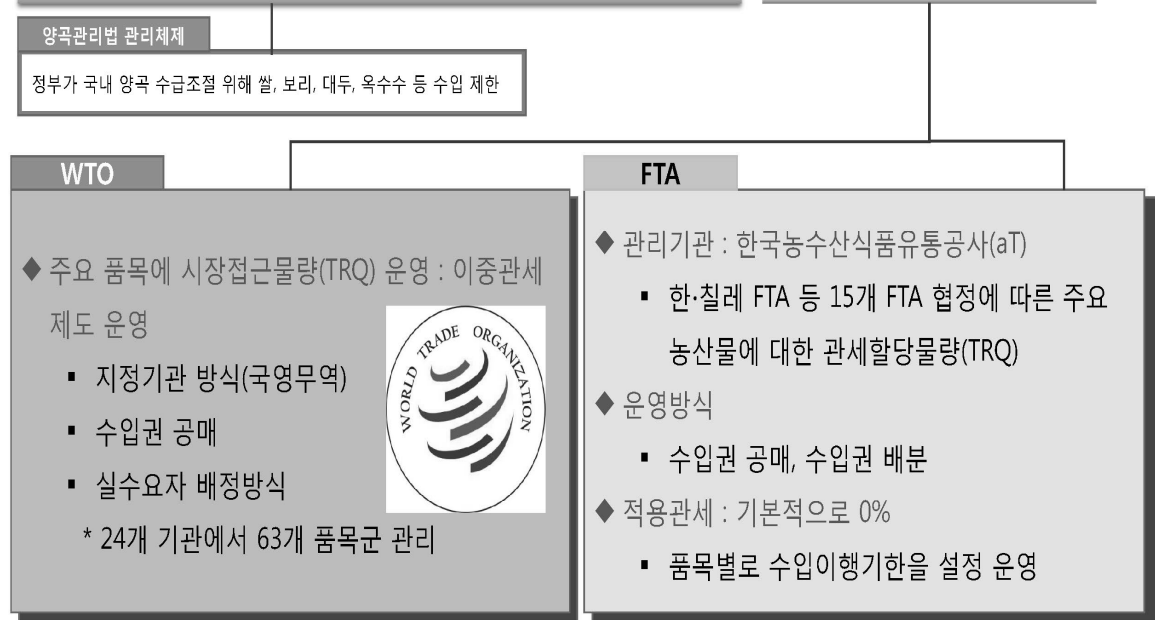 양곡관리법 관리체제
정부가 국내 양곡 수급조절 위해 쌀, 보리, 대두, 옥수수 등 수입 제한
WTO
◆ 주요 품목에 시장접근물량(TRQ) 운영 : 이중관세
제도 운영
▪ 지정기관 방식(국영무역)
▪ 수입권 공매
▪ 실수요자 배정방식
* 24개 기관에서 63개 품목군 관리
WORLD TRADE ORGANIZATION
FTA
◆ 관리기관 : 한국농수산식품유통공사(aT)
▪ 한·칠레 FTA 등 15개 FTA 협정에 따른 주요
농산물에 대한 관세할당물량(TRQ)
◆ 운영방식
▪ 수입권 공매, 수입권 배분
◆ 적용관세 : 기본적으로 0%
▪ 품목별로 수입이행기한을 설정 운영